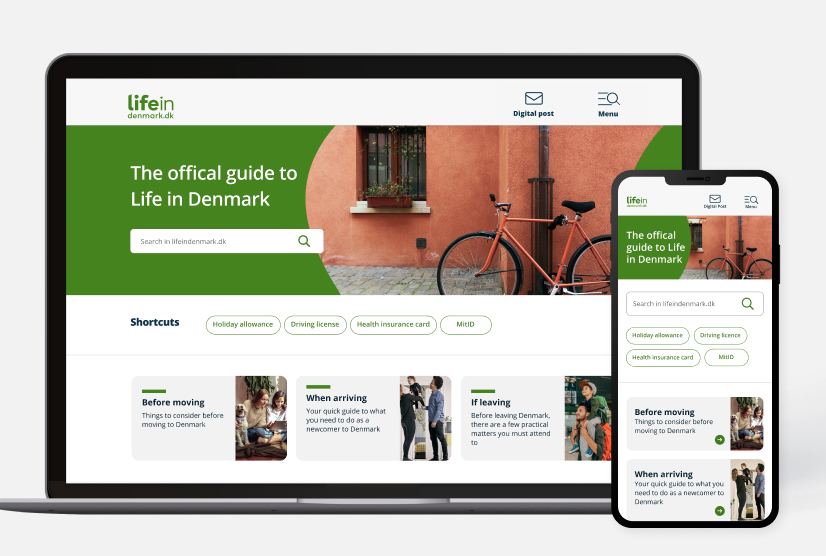 lifein
denmark.dk
Digital post
Menu
The offical guide to
Life in Denmark
Search in lifeindenmark.dk
Shortcuts
Holiday allowance
Driving license
Health insurance card
MitID
Before moving
Things to consider before
moving to Denmark
When arriving
Your quick guide to what
you need to do as a
newcomer to Denmark
If leaving
Before leaving Denmark,
there are a few practical
matters you must attend
to
lifein
denmark.dk
Digital Post
Menu
The offical
guide to Life
in Denmark
Search in lifeindenmark.dk
Holiday allowance
Driving licence
Health insurance card
MitID
Before moving
Things to consider before
moving to Denmark
When arriving
Your quick guide to what you
need to do as a newcomer to
Denmark